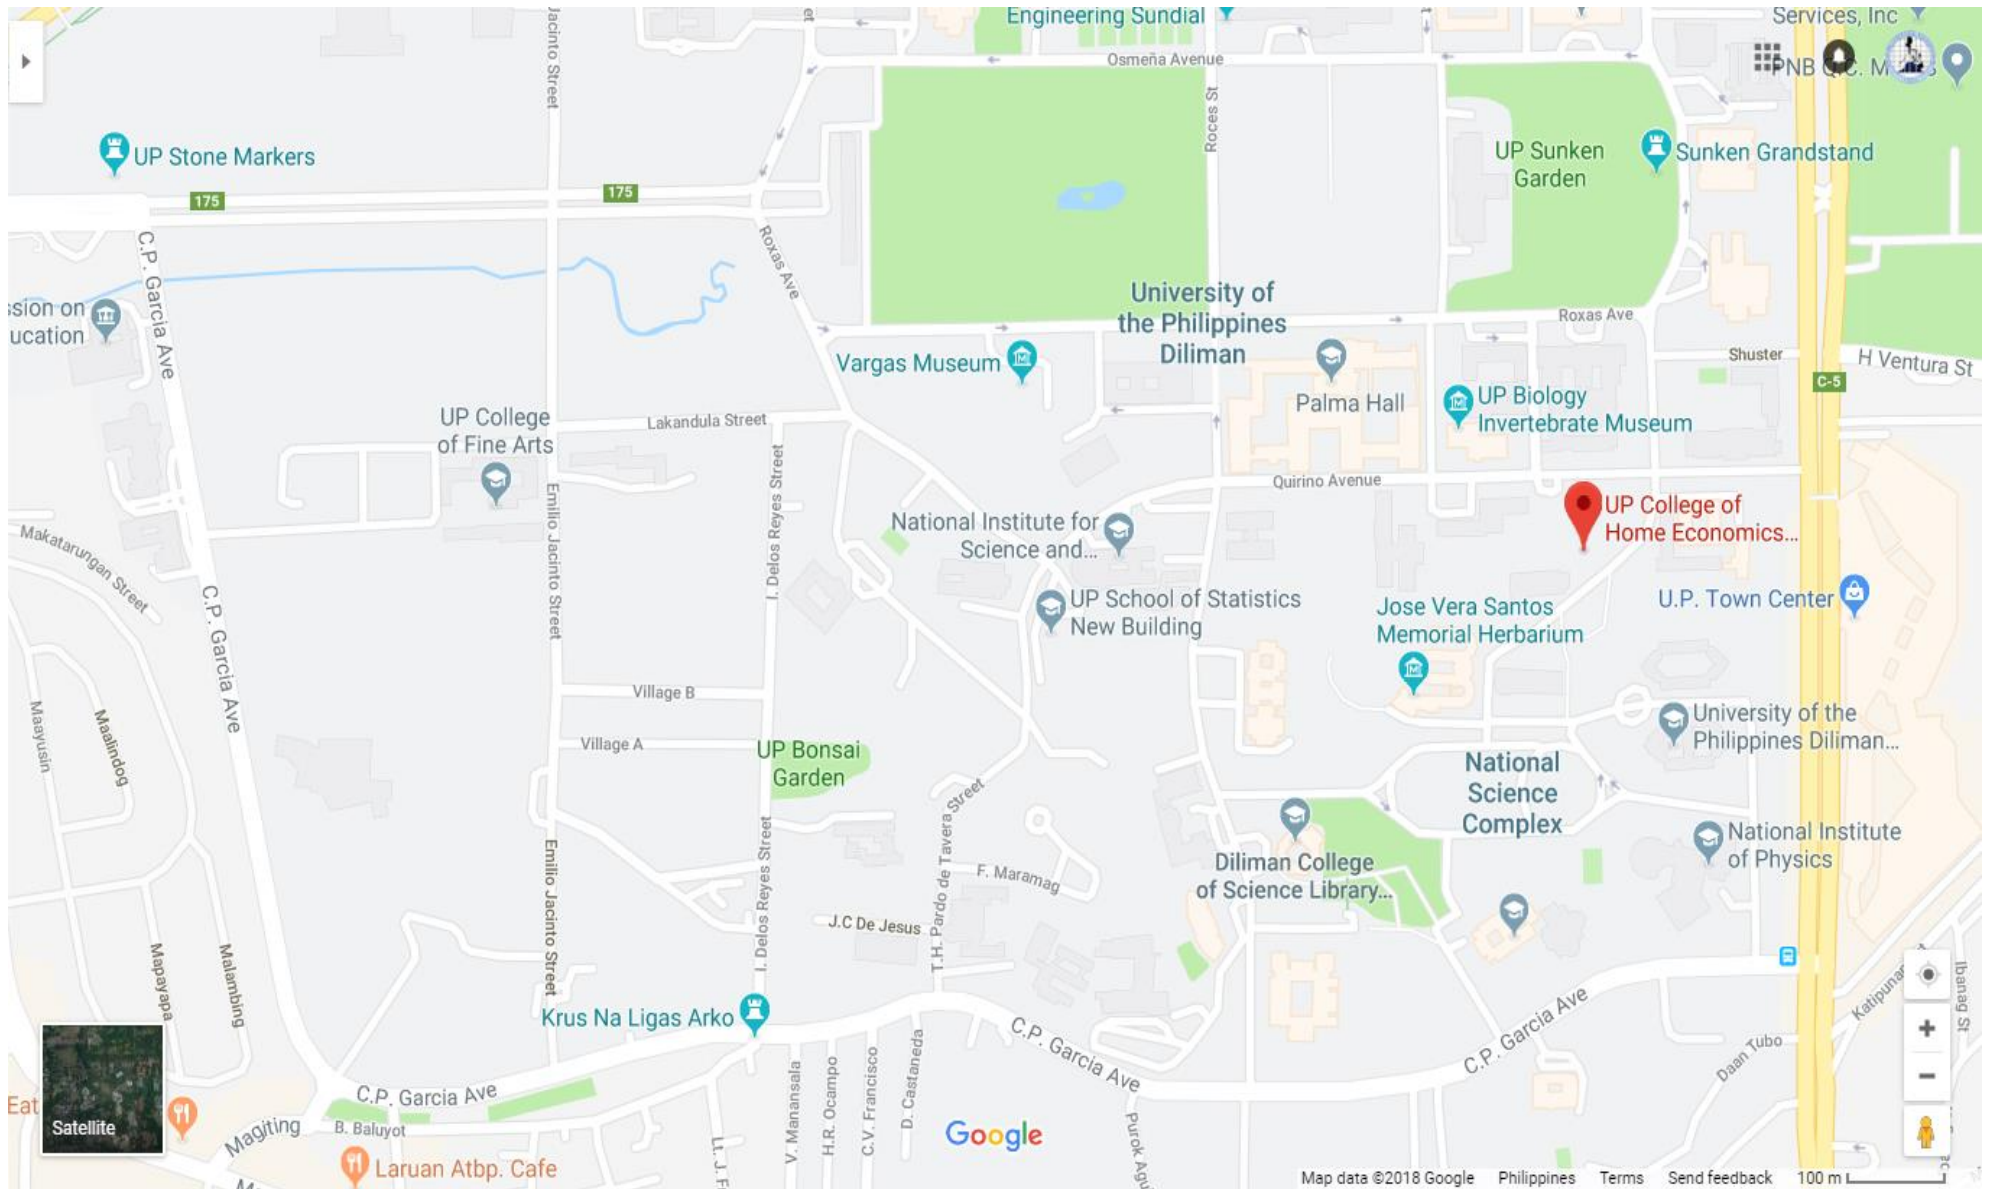 Engineering Sundial
Services, Inc
Osmeña Avenue
Jacinto Street
et
PNB Q.C. M
UP Stone Markers
Roces St
UP Sunken
Garden
Sunken Grandstand
175
175
C.P. Garcia Ave
Roxas Ave
University of
the Philippines
Diliman
Roxas Ave
ssion on
ucation
Vargas Museum
Shuster
H Ventura St
C-5
Palma Hall
UP Biology
Invertebrate Museum
UP College
of Fine Arts
Lakandula Street
Quirino Avenue
I. Delos Reyes Street
Emilio Jacinto Street
National Institute for
Science and...
UP College of
Home Economics...
Makatarungan Street
C.P. Garcia Ave
UP School of Statistics
New Building
Jose Vera Santos
Memorial Herbarium
U.P. Town Center
Maayusin
Maalindog
Village B
Village A
UP Bonsai
Garden
University of the
Philippines Diliman...
National
Science
Complex
T.H. Pardo de Tavera Street
Emilio Jacinto Street
I. Delos Reyes Street
F. Maramag
Diliman College
of Science Library...
National Institute
of Physics
J.C De Jesus
Mapayapa
Malambing
Krus Na Ligas Arko
C.P. Garcia Ave
C.P. Garcia Ave
Katipunan
Ibanag St
Daan Tubo
C.P. Garcia Ave
V. Manansala
H.R. Ocampo
C.V. Francisco
D. Castaneda
Eat
Satellite
Magiting
B. Baluyot
Laruan Atbp. Cafe
Lt. J. F
Purok Agu
Google
Map data ©2018 Google
Philippines
Terms
Send feedback
100 m